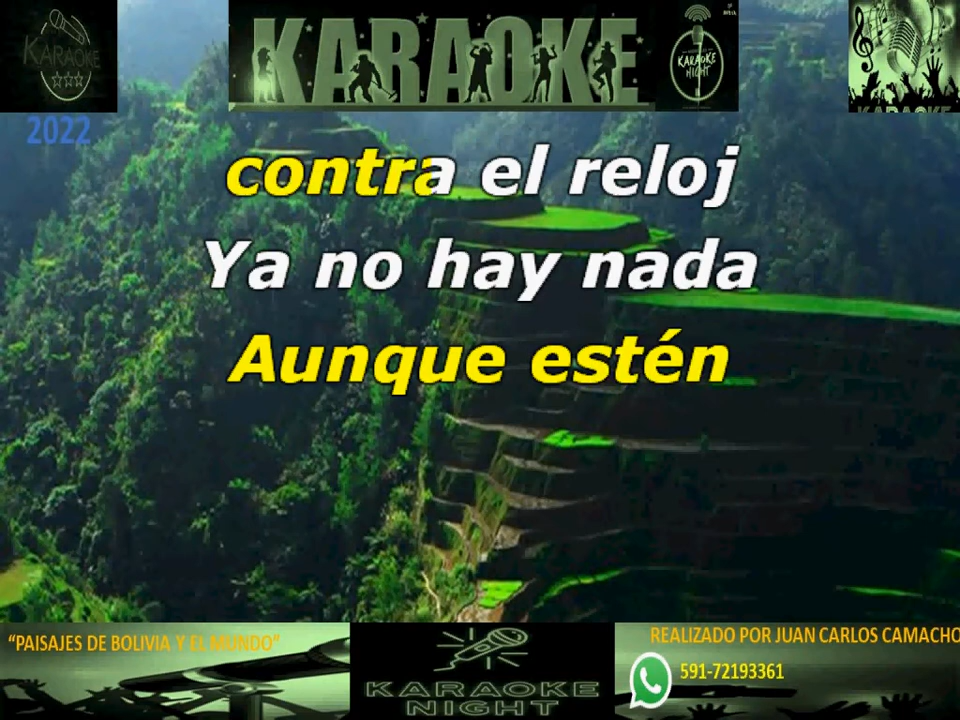 KARAOKE
KARAOKE
KARAOKE
NIGHT
KARAOKE
2022
contra el reloj
Ya no hay nada
Aunque estén
“PAISAJES DE BOLIVIA Y EL MUNDO”
KARAOKE
NIGHT
REALIZADO POR JUAN CARLOS CAMACHO
591-72193361